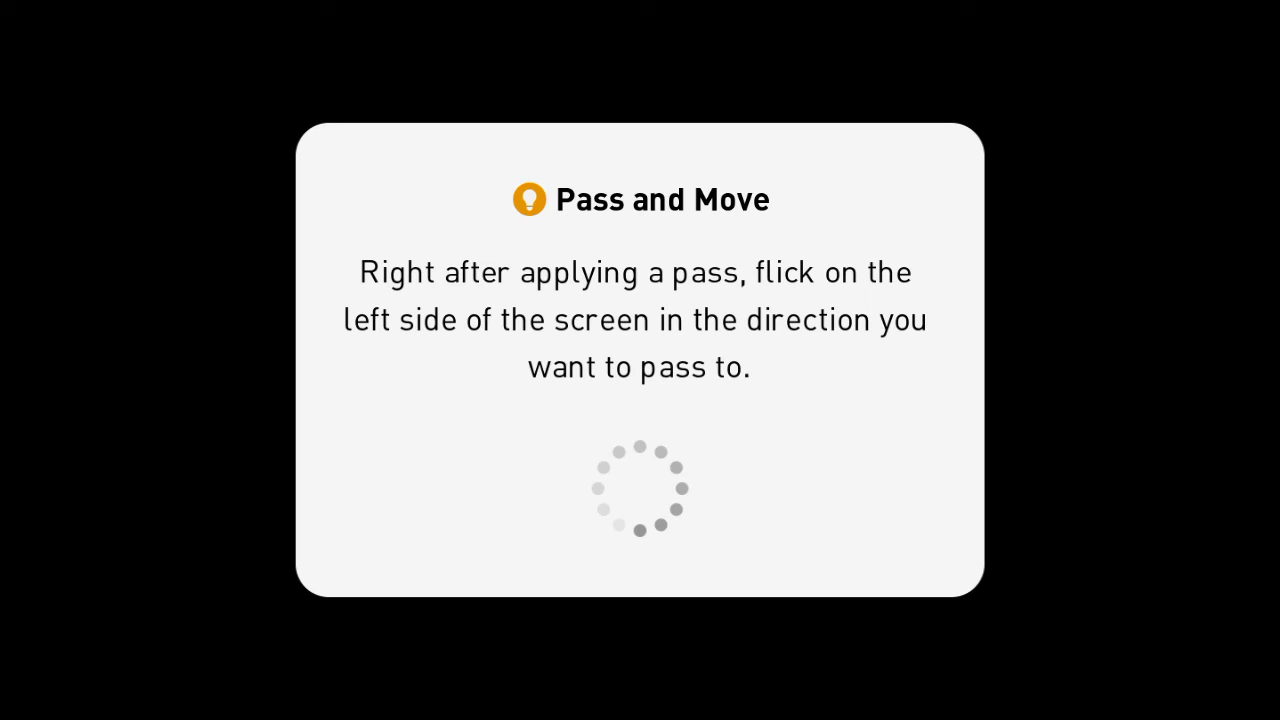 Pass and Move
Right after applying a pass, flick on the
left side of the screen in the direction you
want to pass to.